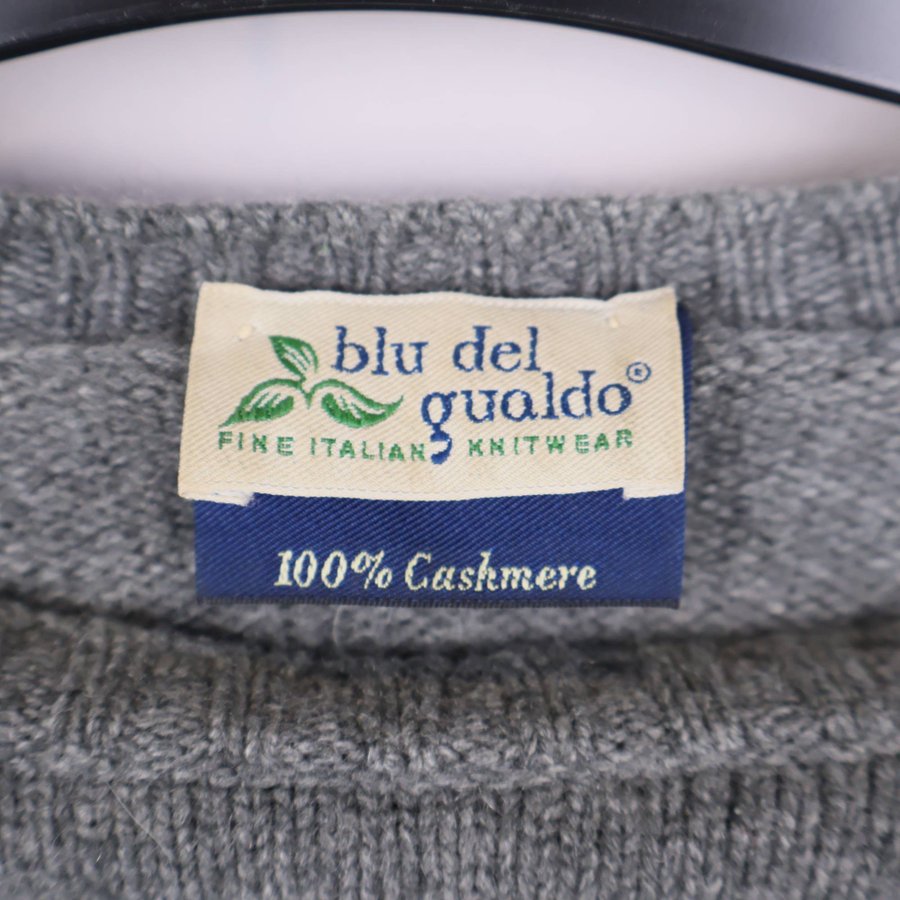 blu del
gualdo®
FINE ITALIAN KNITWEAR
100% Cashmere